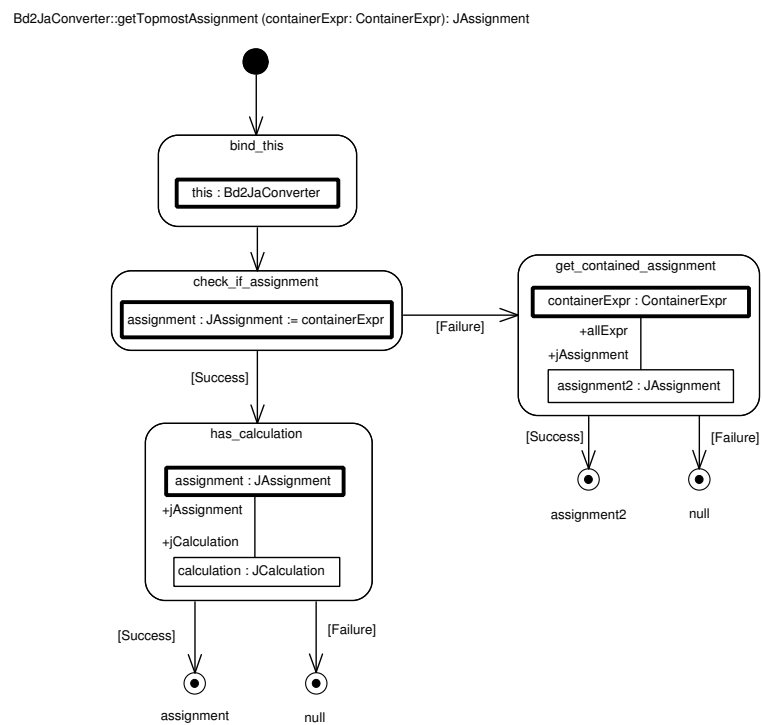 Bd2JaConverter::getTopmostAssignment (containerExpr: ContainerExpr): JAssignment
bind_this
this : Bd2JaConverter
check_if_assignment
assignment : JAssignment := containerExpr
[Failure]
[Success]
get_contained_assignment
containerExpr : ContainerExpr
+allExpr
+jAssignment
assignment2 : JAssignment
[Success]
[Failure]
assignment2
null
has_calculation
assignment : JAssignment
+jAssignment
+jCalculation
calculation : JCalculation
[Success]
[Failure]
assignment
null